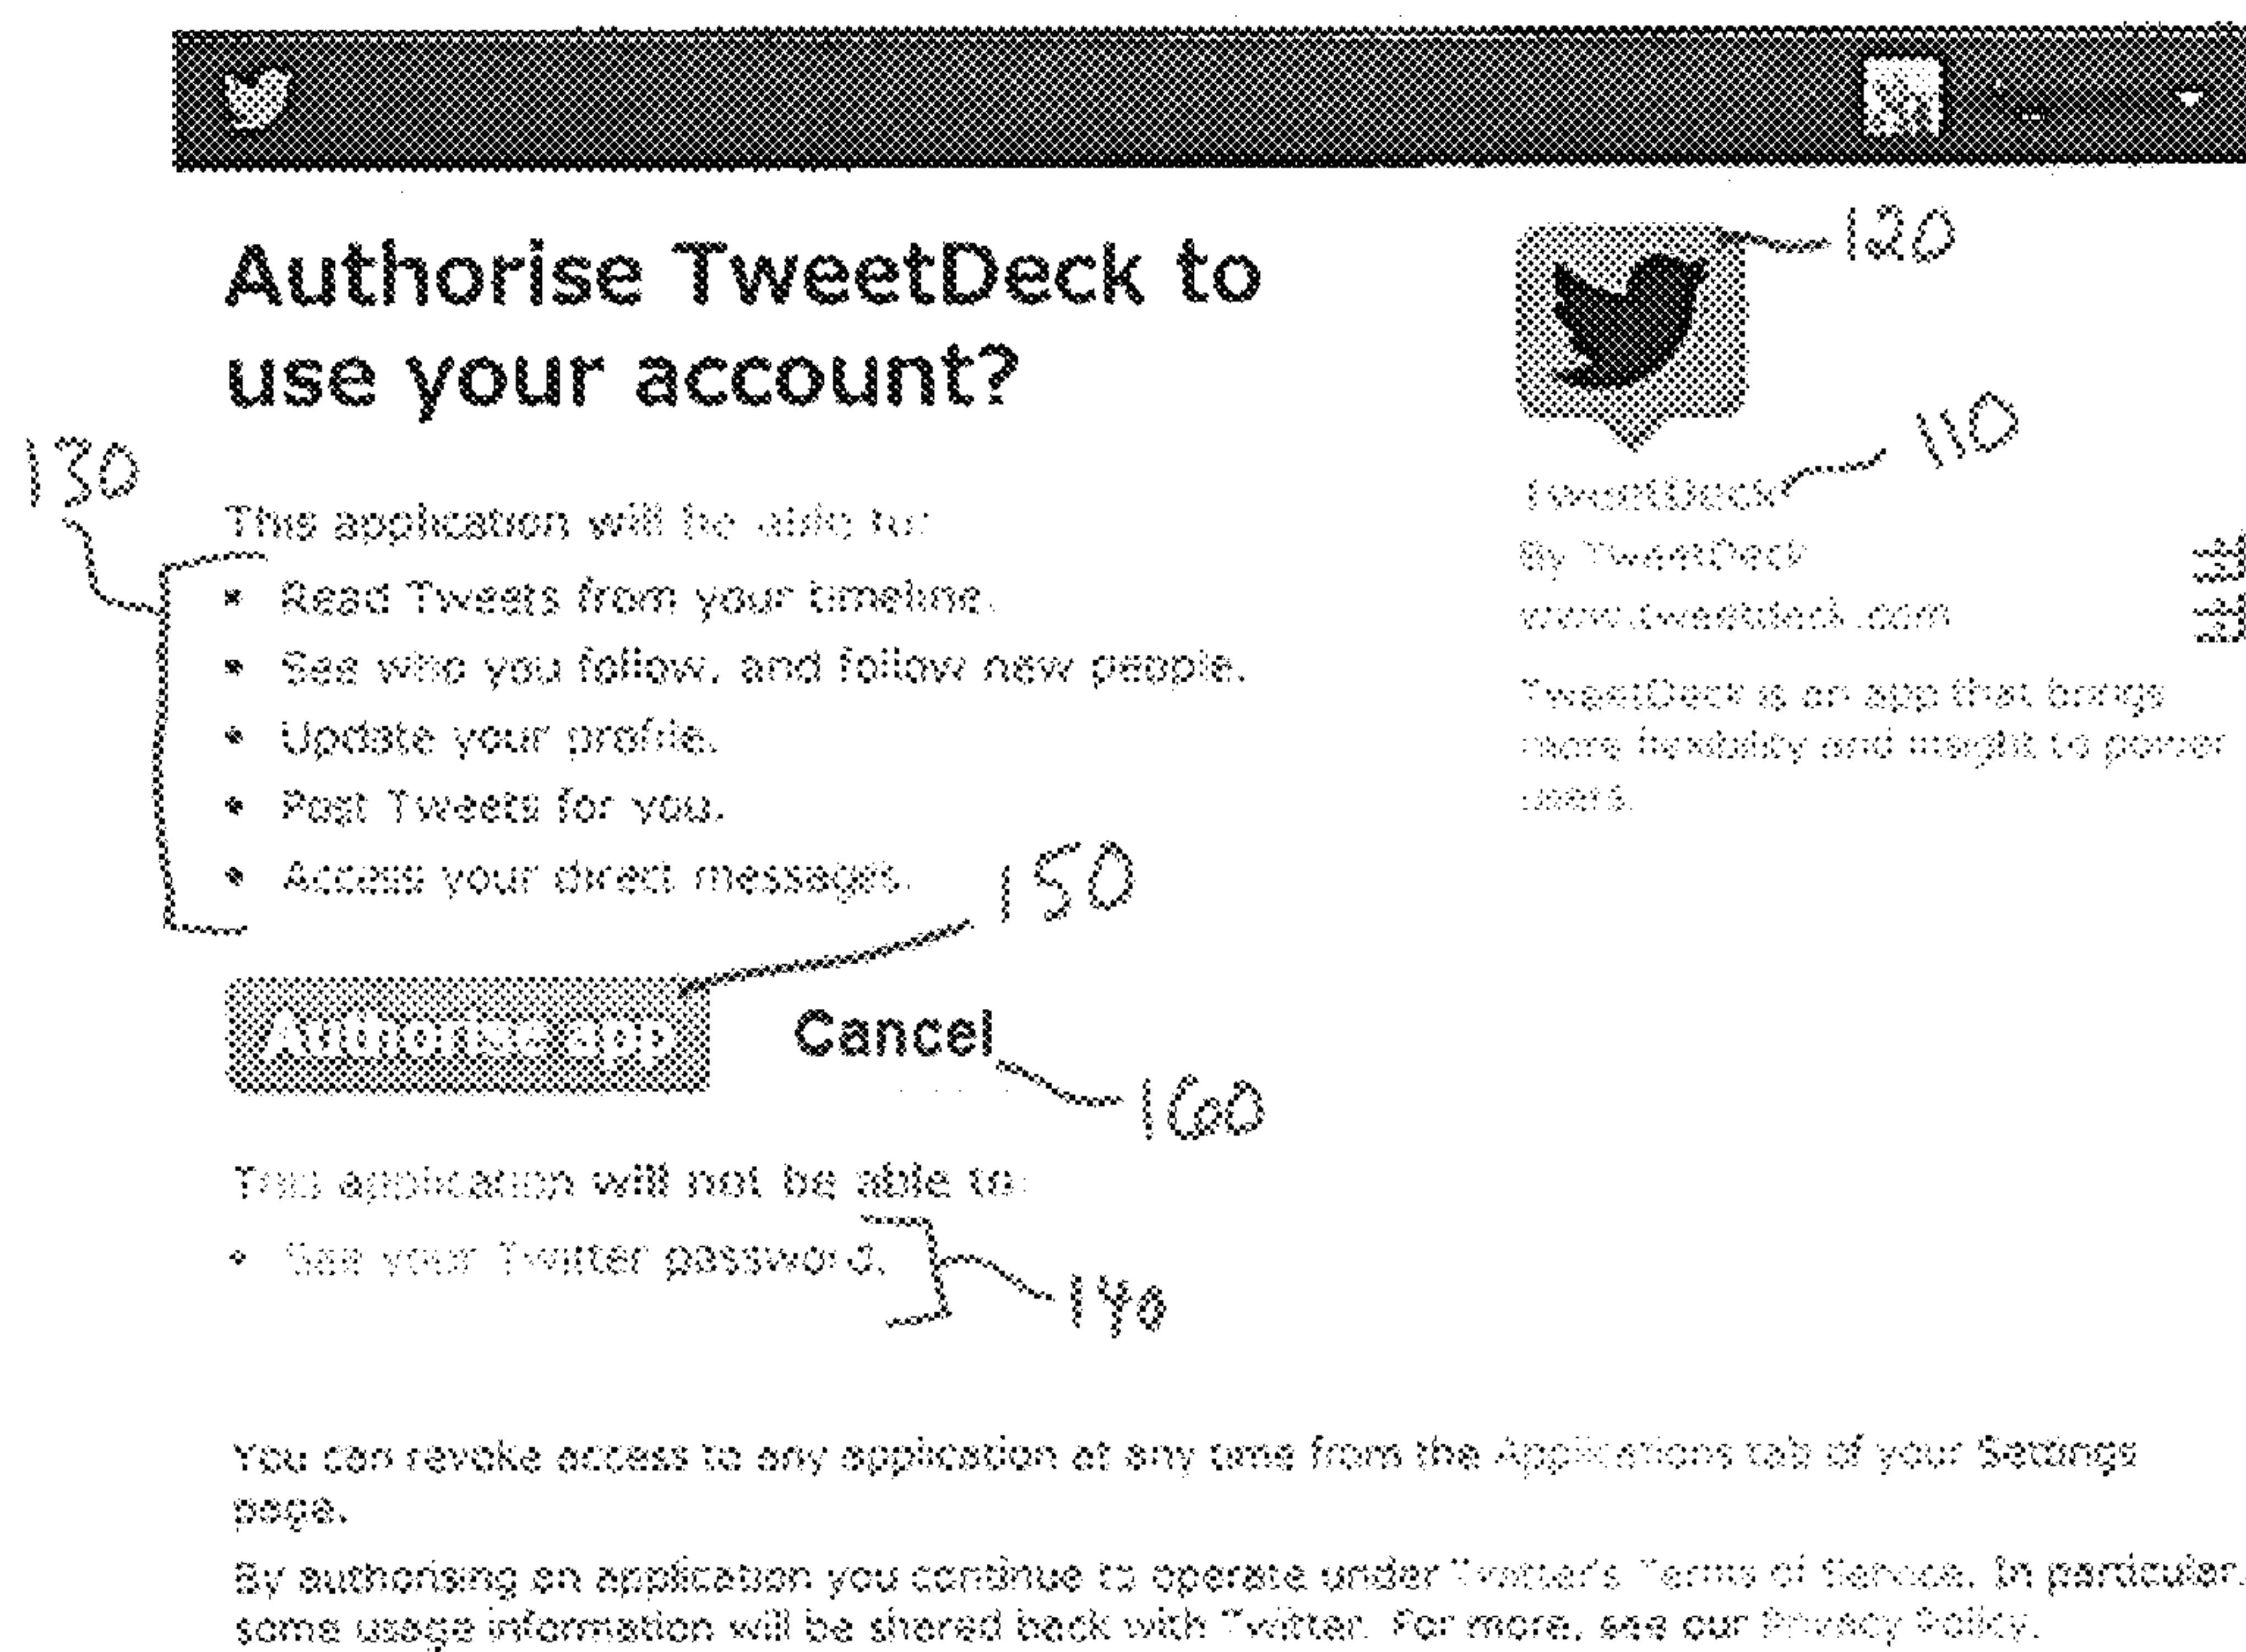 120
Authorise TweetDeck to
use your account?
110
130
TweetDeck
This application will be able to:
By TweetDeck
Read Tweets from your timeline.
www.tweetdeck.com
See who you follow, and follow new people.
TweetDeck is an app that brings
Update your profile.
more flexibility and insight to power
users.
Post Tweets for you.
Access your direct messages.
150
Authorise app
Cancel
160
This application will not be able to:
See your Twitter password.
140
You can revoke access to any application at any time from the Applications tab of your Settings
page.
By authorising an application you continue to operate under Twitter's Terms of Service. In particular,
some usage information will be shared back with Twitter. For more, see our Privacy Policy.